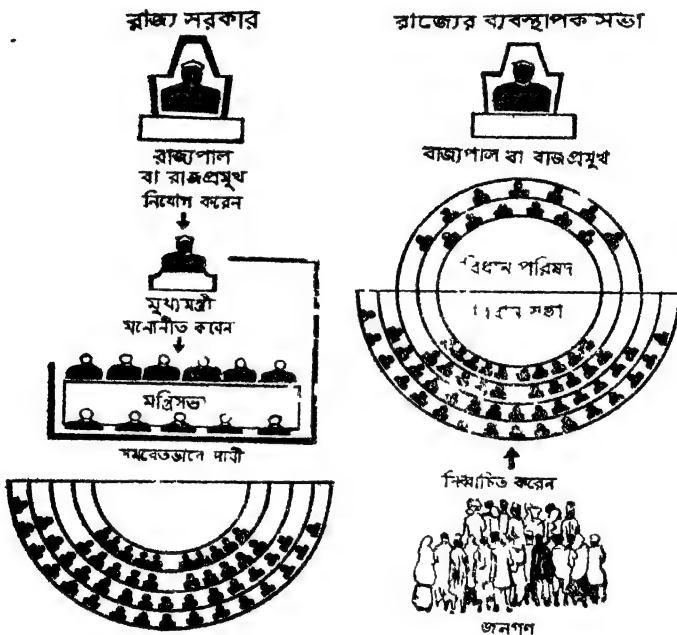 রাজ্য সরকার
রাজ্যপাল
বা রাজপ্রমুখ
নিয়োগ করেন
মুখ্যমন্ত্রী
মনোনীত করেন
মন্ত্রিসভা
সমবেতভাবে দায়ী
রাজ্যের ব্যবস্থাপক সভা
রাজ্যপাল বা রাজপ্রমুখ
বিধান পরিষদ
বিধান সভা
নির্ব্বাচিত করেন
জনগণ